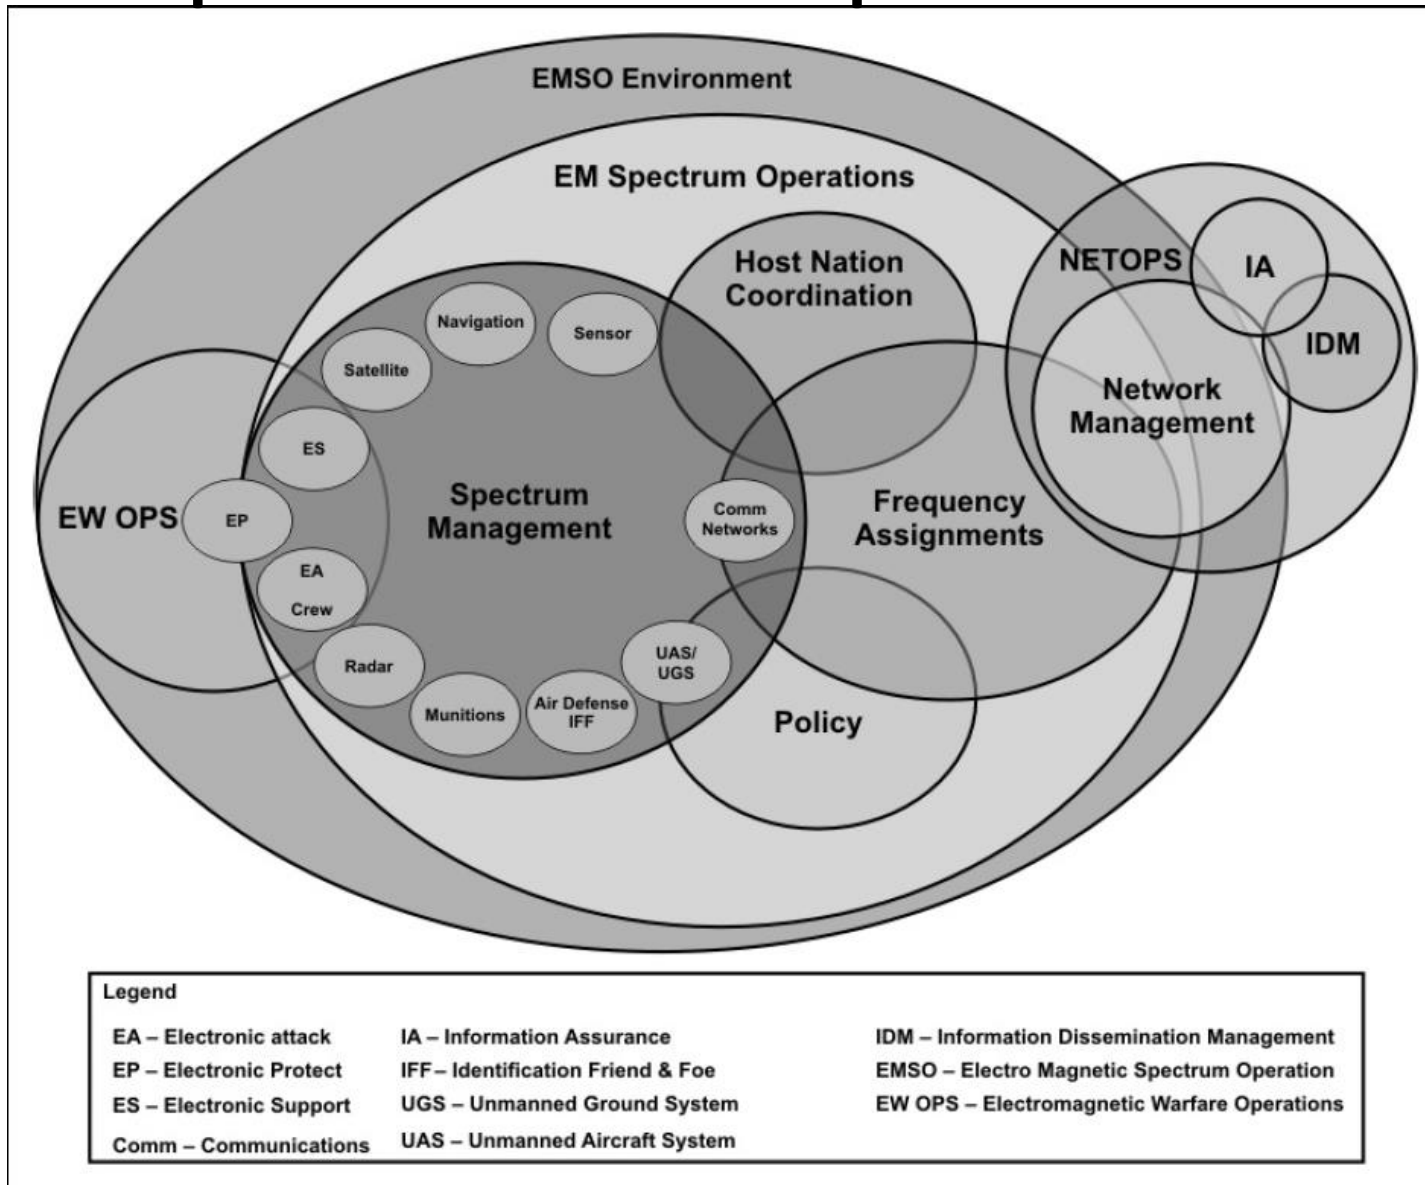 EMSO Environment
EM Spectrum Operations
Host Nation
Coordination
NETOPS
IA
IDM
Network
Management
Navigation
Sensor
Satellite
ES
EW OPS
EP
EA
Crew
Spectrum
Management
Comm
Networks
Frequency
Assignments
Radar
Munitions
Air Defense
IFF
UAS/
UGS
Policy
Legend
EA – Electronic attack
EP – Electronic Protect
ES – Electronic Support
Comm – Communications
IA – Information Assurance
IFF – Identification Friend & Foe
UGS – Unmanned Ground System
UAS – Unmanned Aircraft System
IDM – Information Dissemination Management
EMSO – Electro Magnetic Spectrum Operation
EW OPS – Electromagnetic Warfare Operations